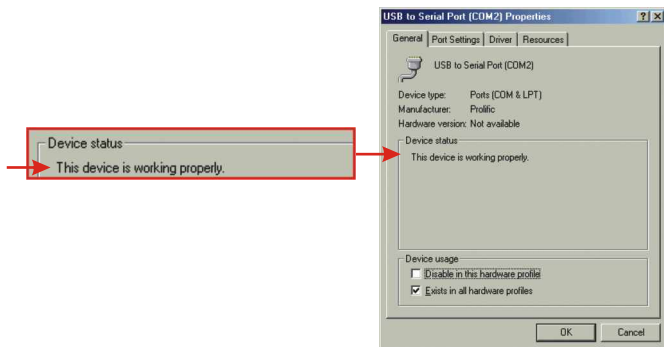 Device status
This device is working properly.
USB to Serial Port (COM2) Properties
General Port Settings Driver Resources
USB to Serial Port (COM2)
Device type: Ports (COM & LPT)
Manufacturer: Prolific
Hardware version: Not available
Device status
This device is working properly.
Device usage
Disable in this hardware profile
Exists in all hardware profiles
OK Cancel